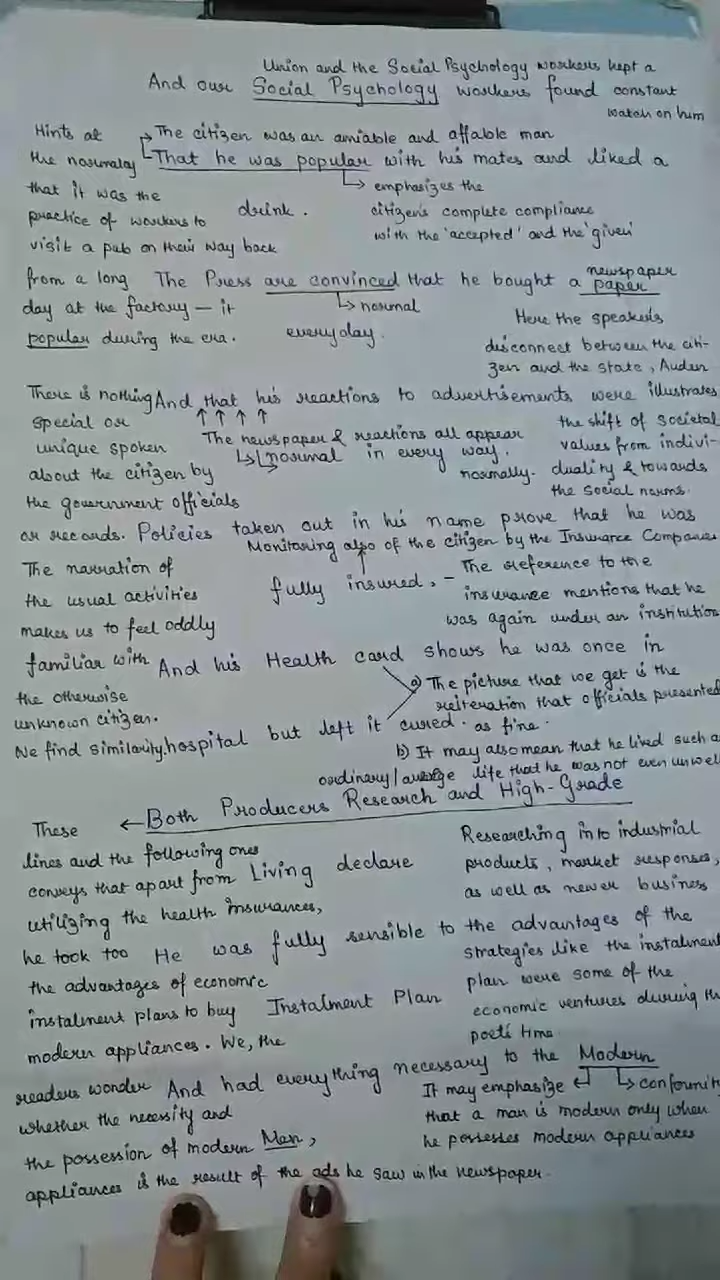 Union and the Social Psychology workers kept a
And our Social Psychology workers found constant
watch on him
Hints at → The citizen was an amiable and affable man
the normalay That he was popular with his mates and liked a
that it was the → emphasizes the
practice of workers to drink. citizen's complete compliance
visit a pub on their way back with the 'accepted' and the 'given'
newspaper
from a long The Press are convinced that he bought a paper
day at the factory — it → normal Here the speakers
popular during the era. everyday. disconnect between the citi-
zen and the state, Auden
There is nothing And that his reactions to advertisements were illustrates
special or ↑ ↑ ↑ ↑ the shift of societal
unique spoken The newspaper & reactions all appear values from indivi-
about the citizen by → normal in every way. normally. duality & towards
the government officials the social norms.
or records. Policies taken out in his name prove that he was
Monitoring also of the citizen by the Insurance Companies
The narration of fully insured. – The reference to the
the usual activities insurance mentions that he
makes us to feel oddly was again under an institution
familiar with And his Health card shows he was once in
the otherwise a) The picture that we get is the
unknown citizen. reiteration that officials presented
We find similarity. hospital but left it cured. as fine.
b) It may also mean that he lived such a
ordinary/average life that he was not even unwell
These ← Both Producers Research and High-Grade
lines and the following ones Researching into industrial
conveys that apart from Living declare products, market responses,
utilizing the health insurances, as well as newer business
he took too He was fully sensible to the advantages of the
the advantages of economic strategies like the instalment
instalment plans to buy Instalment Plan plan were some of the
modern appliances. We, the economic ventures during the
poet's time
readers wonder And had everything necessary to the Modern
whether the necessity and It may emphasize ← → conformity
the possession of modern Man, that a man is modern only when
he possesses modern appliances
appliances is the result of the ads he saw in the newspaper.